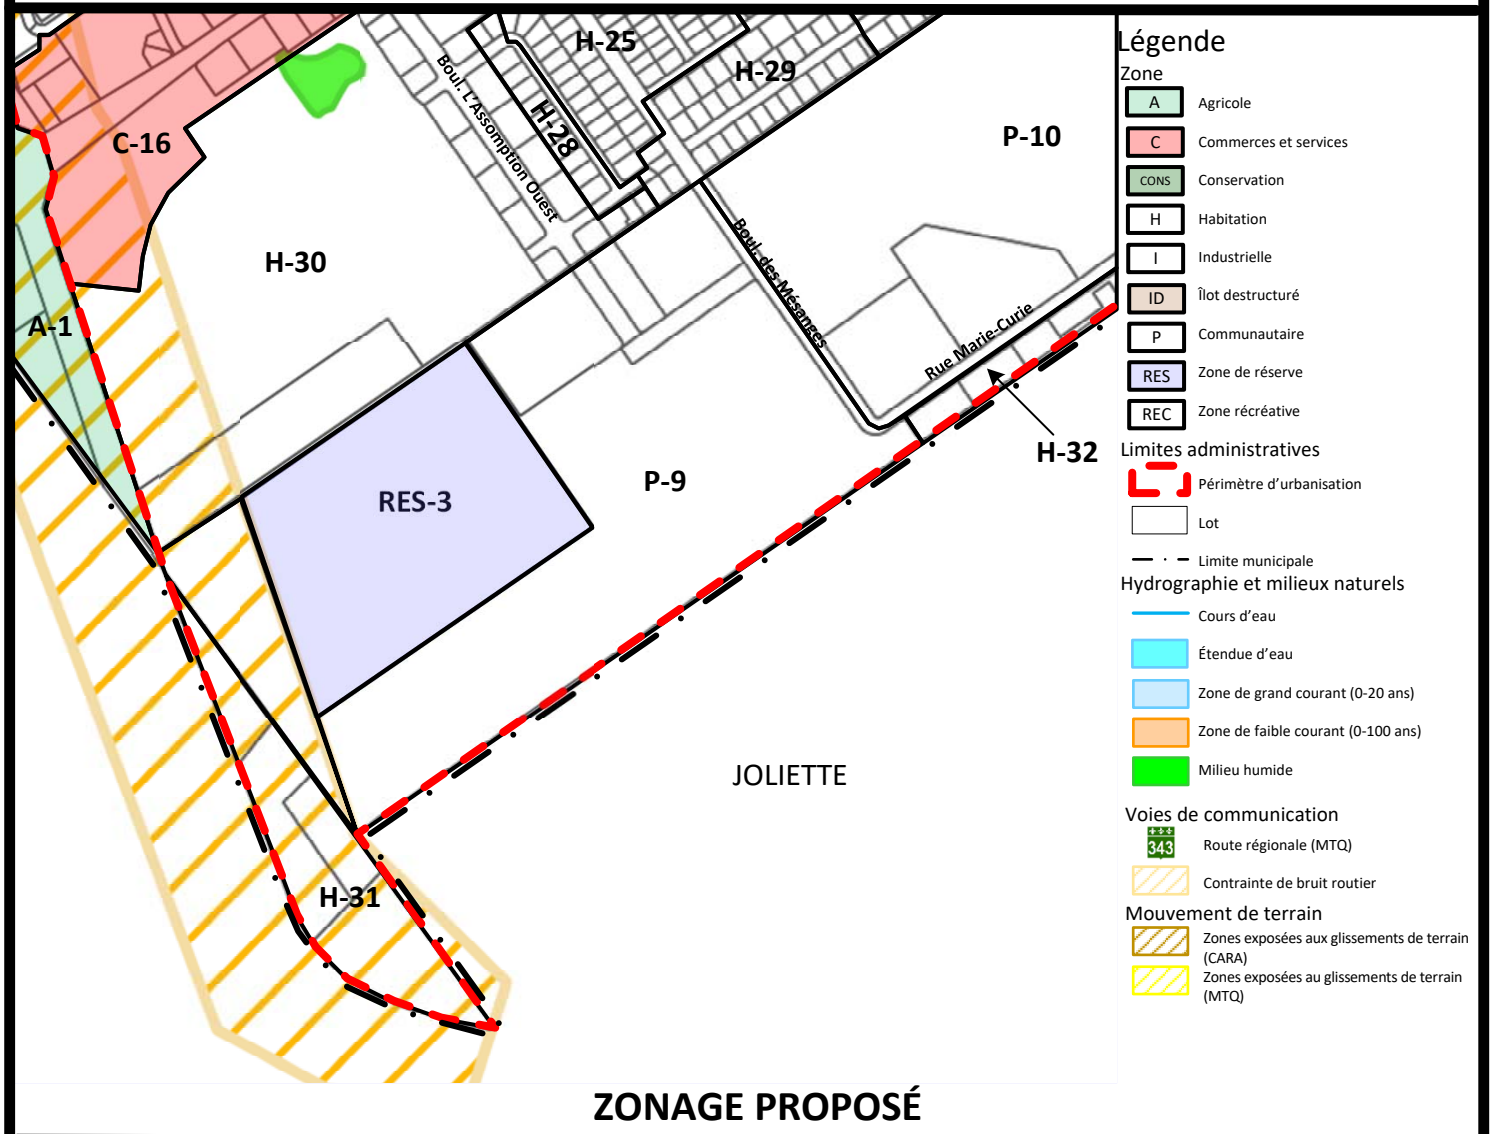 H-25
H-29
H-28
Boul. L'Assomption Ouest
C-16
P-10
H-30
Boul. des Mésanges
A-1
Rue Marie-Curie
H-32
RES-3
P-9
JOLIETTE
H-31
ZONAGE PROPOSÉ
Légende
Zone
A Agricole
C Commerces et services
CONS Conservation
H Habitation
I Industrielle
ID Îlot destructuré
P Communautaire
RES Zone de réserve
REC Zone récréative
Limites administratives
Périmètre d'urbanisation
Lot
Limite municipale
Hydrographie et milieux naturels
Cours d'eau
Étendue d'eau
Zone de grand courant (0-20 ans)
Zone de faible courant (0-100 ans)
Milieu humide
Voies de communication
343 Route régionale (MTQ)
Contrainte de bruit routier
Mouvement de terrain
Zones exposées aux glissements de terrain
(CARA)
Zones exposées au glissements de terrain
(MTQ)